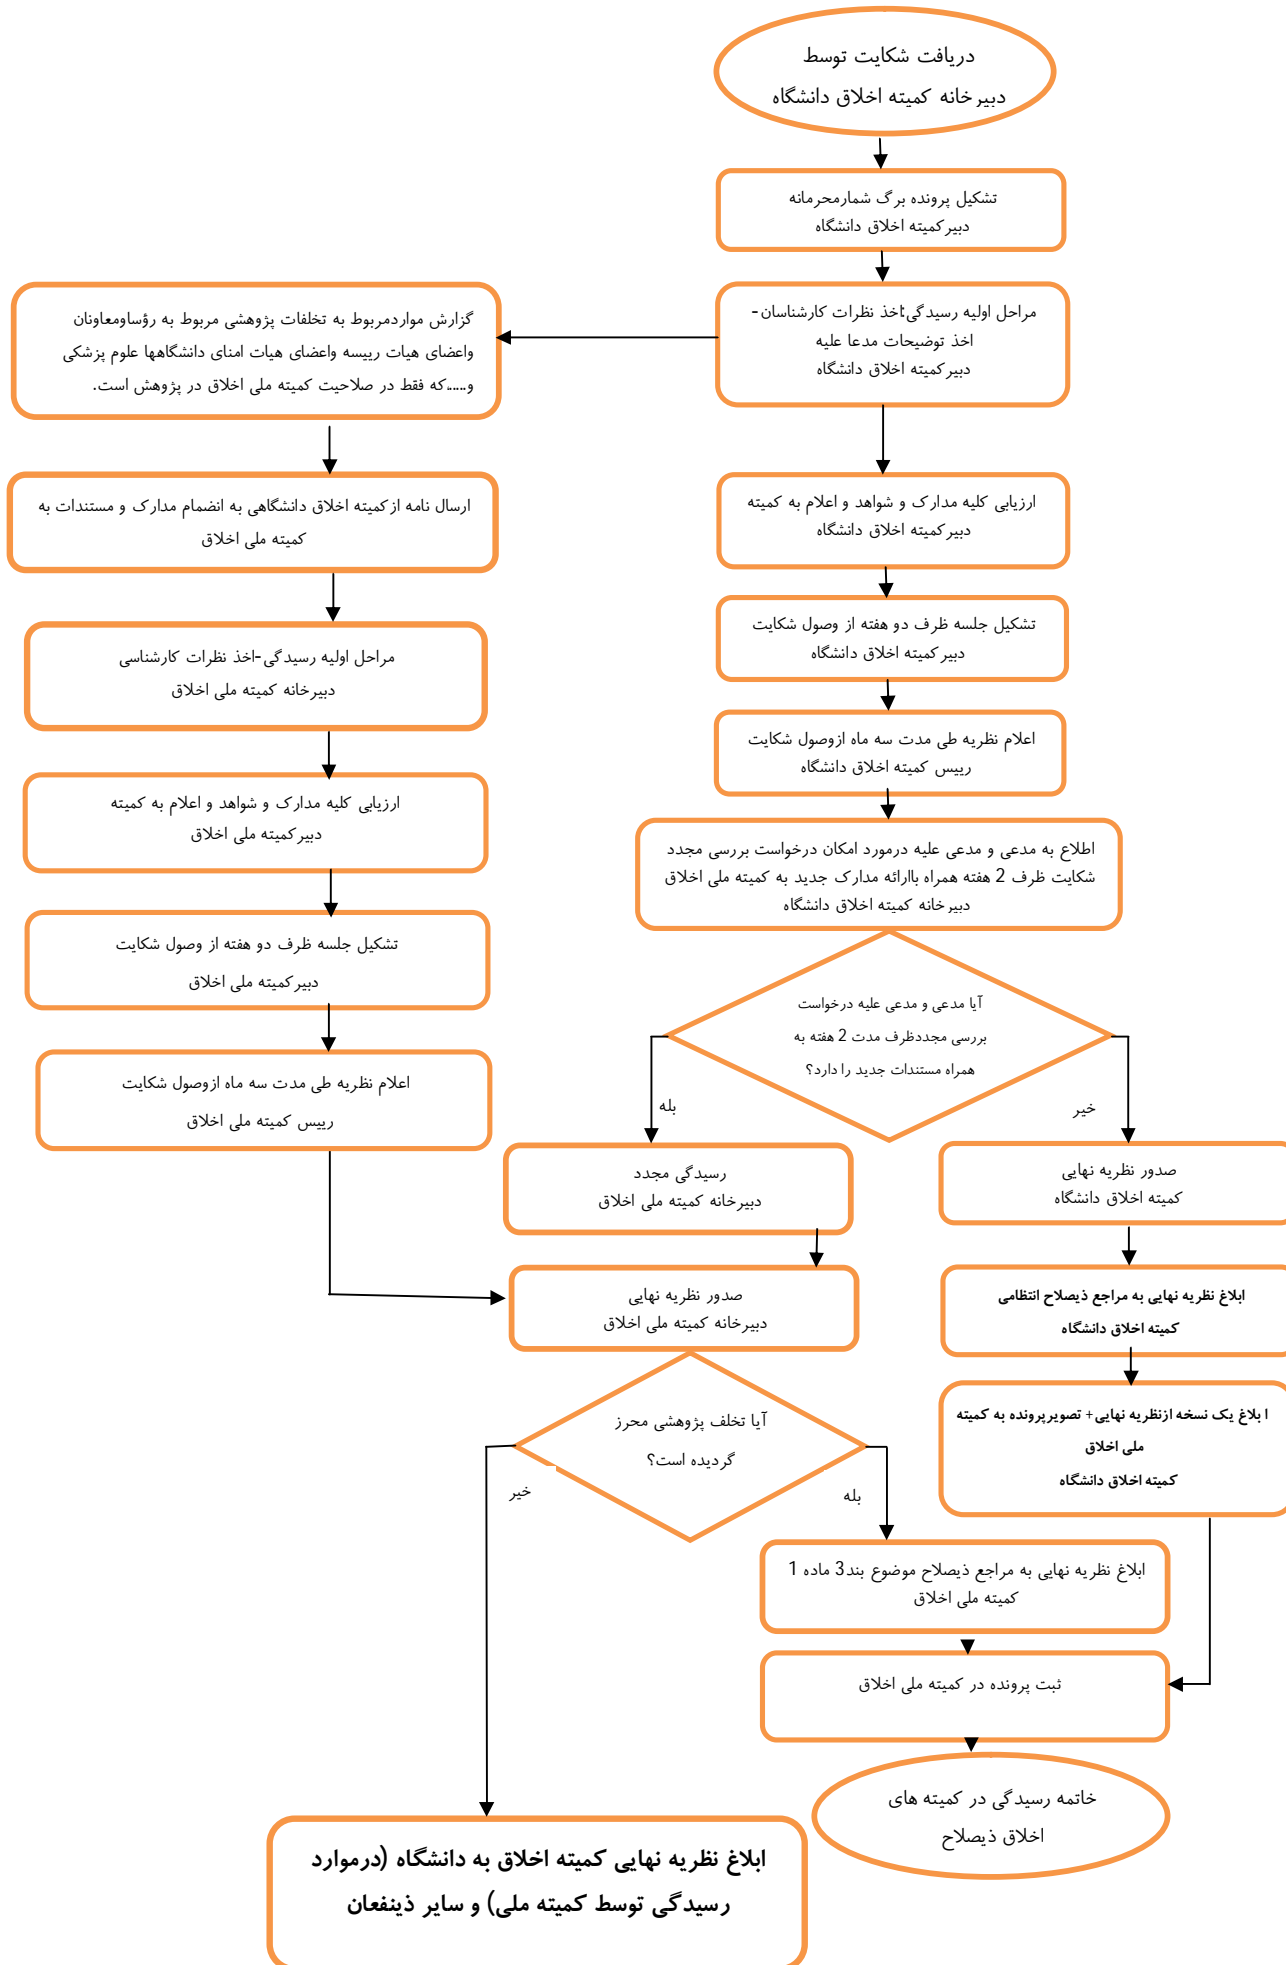 دریافت شکایت توسط
دبیرخانه کمیته اخلاق دانشگاه
تشکیل پرونده برگ شمارمحرمانه
دبیرکمیته اخلاق دانشگاه
مراحل اولیه رسیدگی:اخذ نظرات کارشناسان-
اخذ توضیحات مدعا علیه
دبیرکمیته اخلاق دانشگاه
گزارش مواردمربوط به تخلفات پژوهشی مربوط به رؤساومعاونان
واعضای هیات رییسه واعضای هیات امنای دانشگاهها علوم پزشکی
و.....که فقط در صلاحیت کمیته ملی اخلاق در پژوهش است.
ارسال نامه ازکمیته اخلاق دانشگاهی به انضمام مدارک و مستندات به
کمیته ملی اخلاق
مراحل اولیه رسیدگی-اخذ نظرات کارشناسی
دبیرخانه کمیته ملی اخلاق
ارزیابی کلیه مدارک و شواهد و اعلام به کمیته
دبیرکمیته ملی اخلاق
تشکیل جلسه ظرف دو هفته از وصول شکایت
دبیرکمیته ملی اخلاق
اعلام نظریه طی مدت سه ماه ازوصول شکایت
رییس کمیته ملی اخلاق
ارزیابی کلیه مدارک و شواهد و اعلام به کمیته
دبیرکمیته اخلاق دانشگاه
تشکیل جلسه ظرف دو هفته از وصول شکایت
دبیرکمیته اخلاق دانشگاه
اعلام نظریه طی مدت سه ماه ازوصول شکایت
رییس کمیته اخلاق دانشگاه
اطلاع به مدعی و مدعی علیه درمورد امکان درخواست بررسی مجدد
شکایت ظرف 2 هفته همراه باارائه مدارک جدید به کمیته ملی اخلاق
دبیرخانه کمیته اخلاق دانشگاه
آیا مدعی و مدعی علیه درخواست
بررسی مجددظرف مدت 2 هفته به
همراه مستندات جدید را دارد؟
خیر
بله
صدور نظریه نهایی
کمیته اخلاق دانشگاه
رسیدگی مجدد
دبیرخانه کمیته ملی اخلاق
ابلاغ نظریه نهایی به مراجع ذیصلاح انتظامی
کمیته اخلاق دانشگاه
صدور نظریه نهایی
دبیرخانه کمیته ملی اخلاق
ا بلاغ یک نسخه ازنظریه نهایی+ تصویرپرونده به کمیته
ملی اخلاق
کمیته اخلاق دانشگاه
آیا تخلف پژوهشی محرز
گردیده است؟
بله
خیر
ابلاغ نظریه نهایی به مراجع ذیصلاح موضوع بند3 ماده 1
کمیته ملی اخلاق
ثبت پرونده در کمیته ملی اخلاق
خاتمه رسیدگی در کمیته های
اخلاق ذیصلاح
ابلاغ نظریه نهایی کمیته اخلاق به دانشگاه (درموارد
رسیدگی توسط کمیته ملی) و سایر ذینفعان